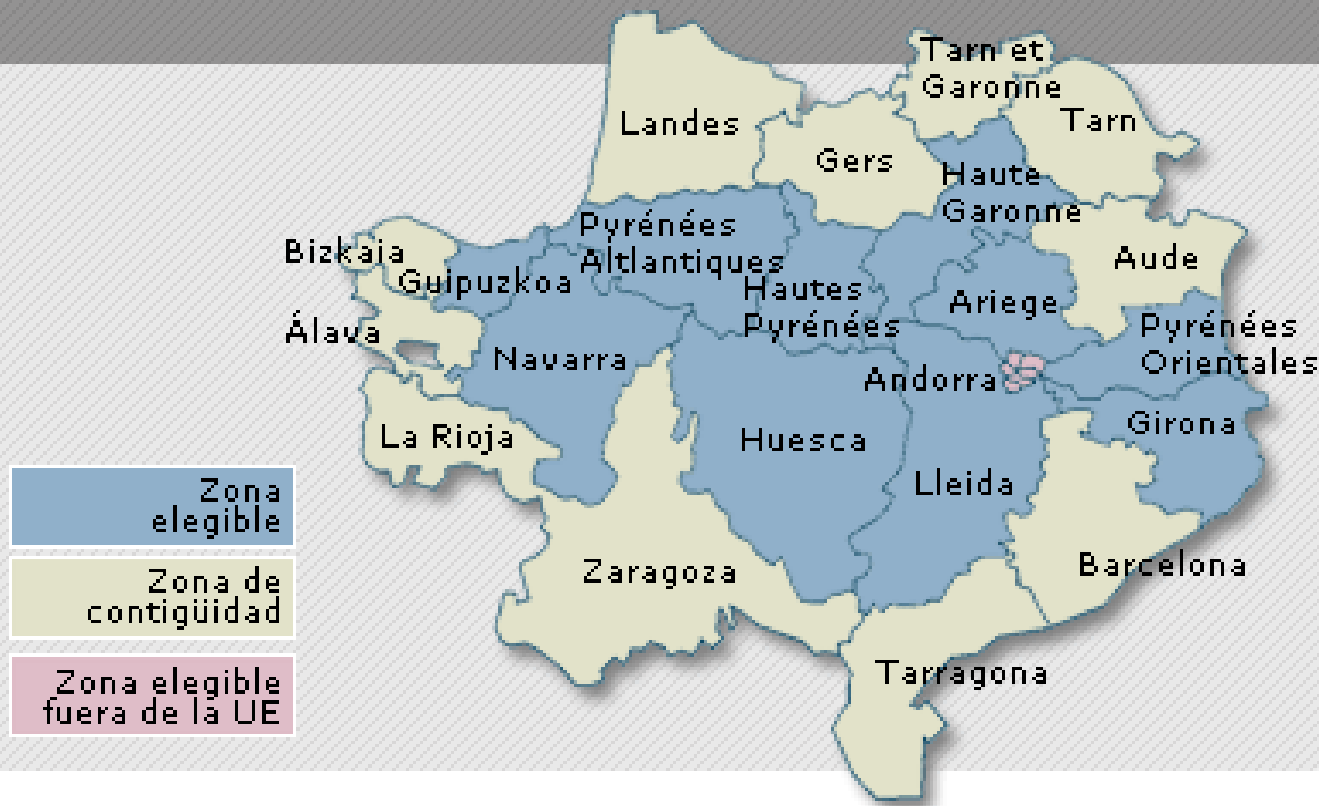 Tarn et
Garonne
Landes
Tarn
Gers
Haute
Garonne
Pyrénées
Altlantiques
Bizkaia
Guipuzkoa
Aude
Hautes
Pyrénées
Ariege
Álava
Pyrénées
Orientales
Navarra
Andorra
La Rioja
Huesca
Girona
Lleida
Zona
elegible
Zaragoza
Barcelona
Zona de
contigüidad
Tarragona
Zona elegible
fuera de la UE